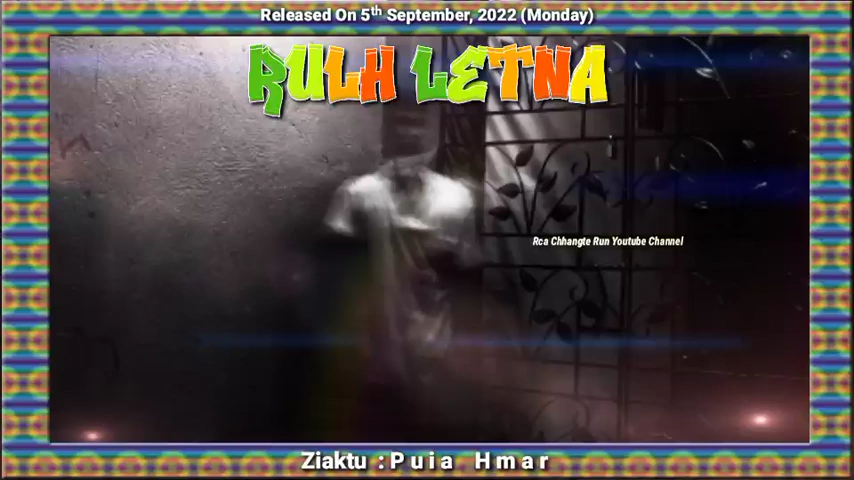 Released On 5th September, 2022 (Monday)
RULH LETNA
Rca Chhangte Run Youtube Channel
Ziaktu : Puia Hmar